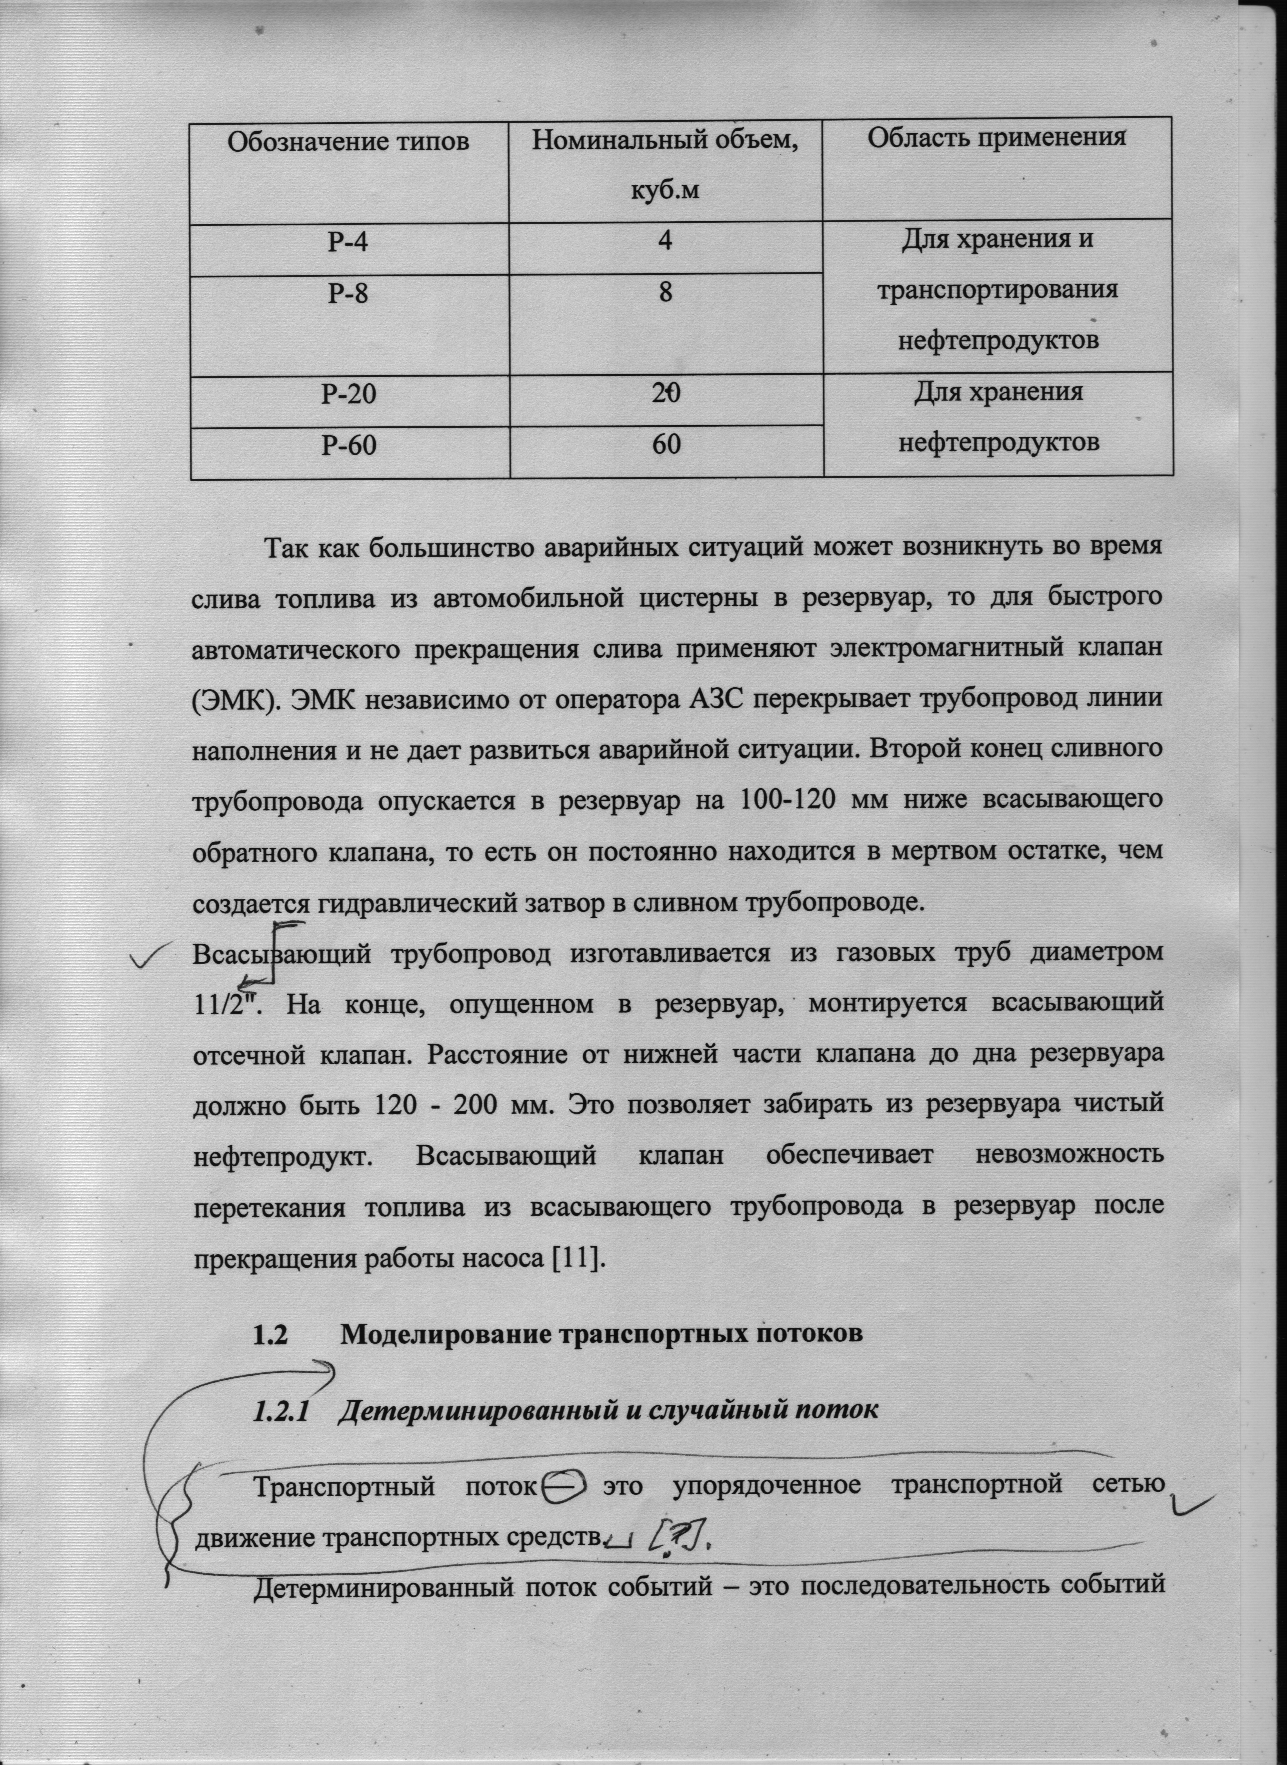 Обозначение типов
Номинальный объем,
куб.м
Область применения
Р-4
4
Для хранения и
транспортирования
нефтепродуктов
Р-8
8
Р-20
20
Для хранения
нефтепродуктов
Р-60
60
Так как большинство аварийных ситуаций может возникнуть во время
слива топлива из автомобильной цистерны в резервуар, то для быстрого
автоматического прекращения слива применяют электромагнитный клапан
(ЭМК). ЭМК независимо от оператора АЗС перекрывает трубопровод линии
наполнения и не дает развиться аварийной ситуации. Второй конец сливного
трубопровода опускается в резервуар на 100-120 мм ниже всасывающего
обратного клапана, то есть он постоянно находится в мертвом остатке, чем
создается гидравлический затвор в сливном трубопроводе.
Всасывающий трубопровод изготавливается из газовых труб диаметром
11/2". На конце, опущенном в резервуар, монтируется всасывающий
отсечной клапан. Расстояние от нижней части клапана до дна резервуара
должно быть 120 - 200 мм. Это позволяет забирать из резервуара чистый
нефтепродукт. Всасывающий клапан обеспечивает невозможность
перетекания топлива из всасывающего трубопровода в резервуар после
прекращения работы насоса [11].
1.2 Моделирование транспортных потоков
1.2.1 Детерминированный и случайный поток
Транспортный поток — это упорядоченное транспортной сетью
движение транспортных средств. [?].
Детерминированный поток событий – это последовательность событий